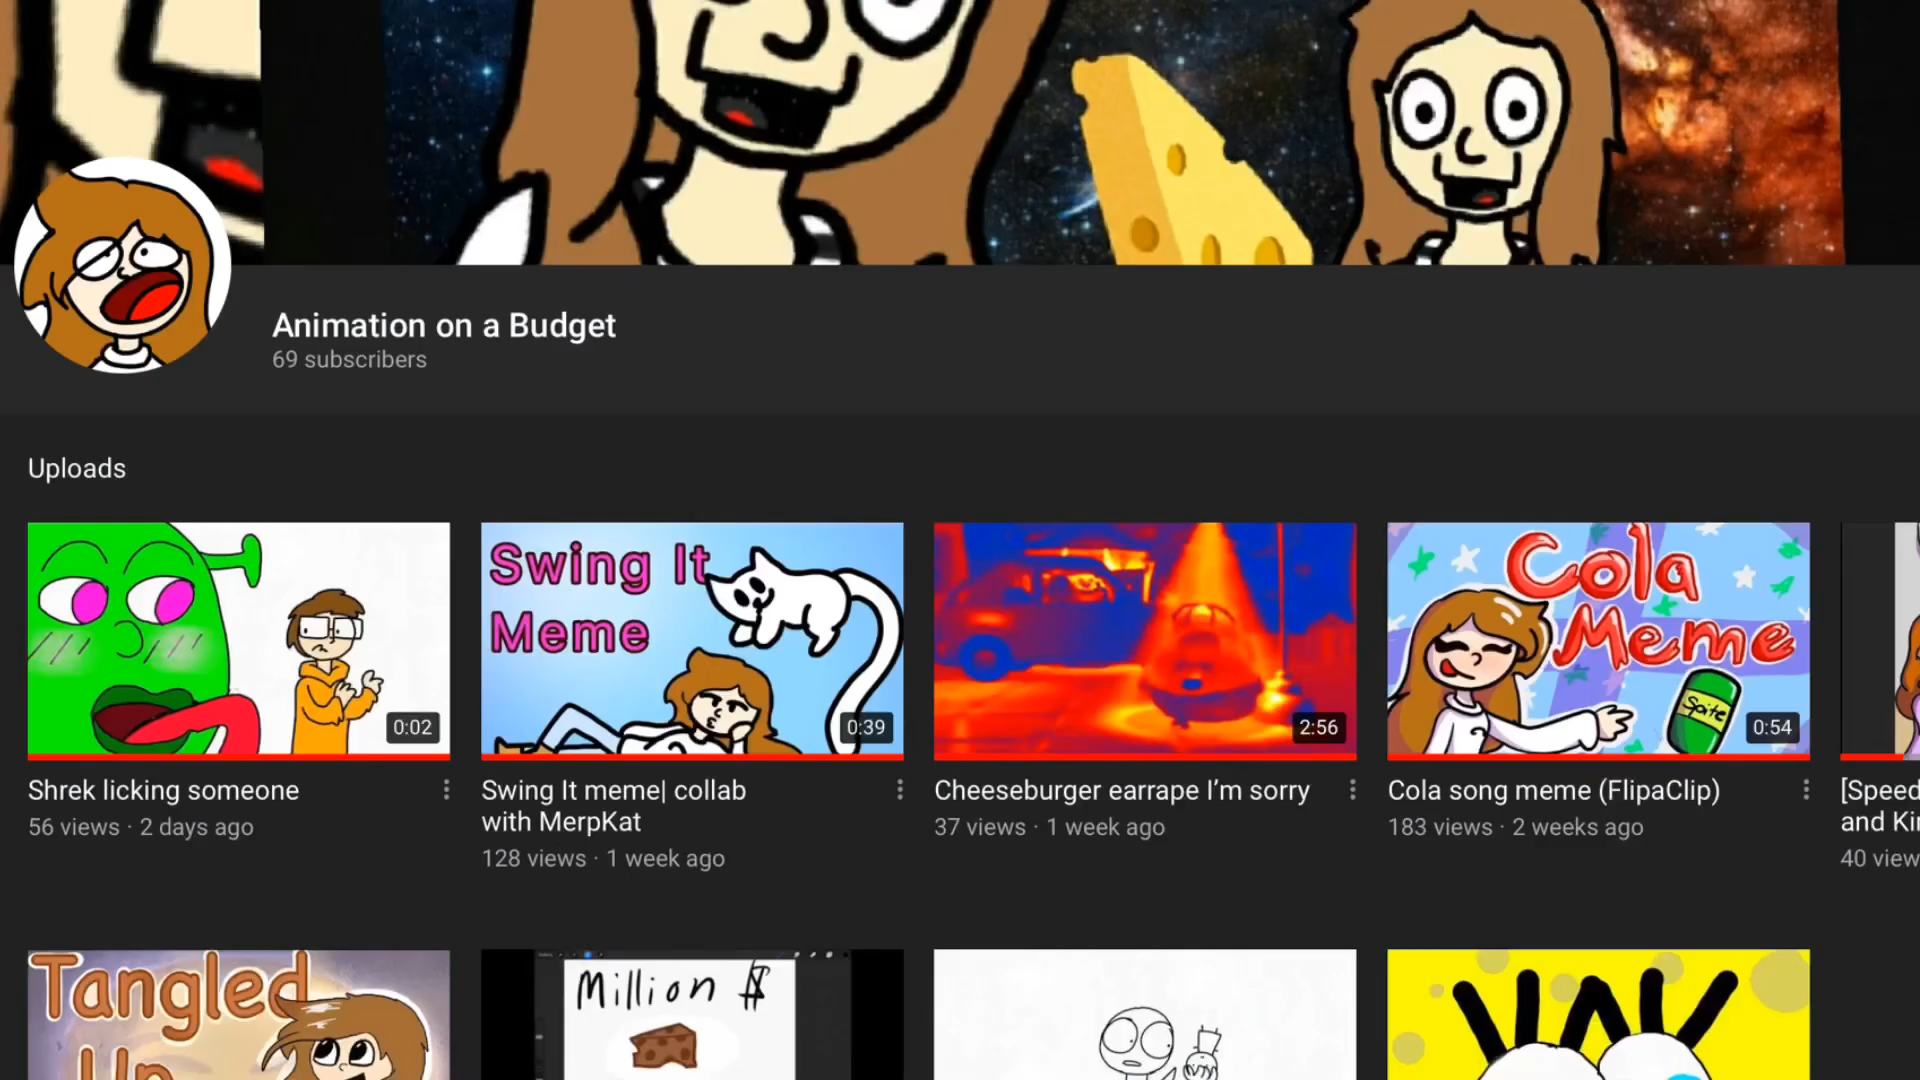 Animation on a Budget
69 subscribers
Uploads
Swing It
Meme
Cola
Meme
Spite
0:02
0:39
2:56
0:54
Shrek licking someone
56 views · 2 days ago
Swing It meme| collab
with MerpKat
128 views · 1 week ago
Cheeseburger earrape I’m sorry
37 views · 1 week ago
Cola song meme (FlipaClip)
183 views · 2 weeks ago
[Speed
and Ki
40 view
Tangled
Up
Million $